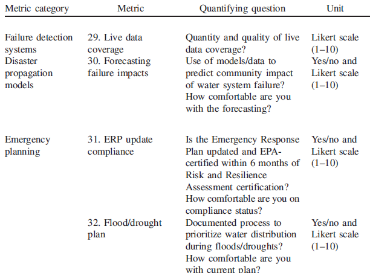 Metric category Metric Quantifying question Unit
Failure detection systems 29. Live data coverage Quantity and quality of live data coverage? Likert scale (1–10)
Disaster propagation models 30. Forecasting failure impacts Use of models/data to predict community impact of water system failure? How comfortable are you with the forecasting? Yes/no and Likert scale (1–10)
Emergency planning 31. ERP update compliance Is the Emergency Response Plan updated and EPA-certified within 6 months of Risk and Resilience Assessment certification? How comfortable are you on compliance status? Yes/no and Likert scale (1–10)
32. Flood/drought plan Documented process to prioritize water distribution during floods/droughts? How comfortable are you with current plan? Yes/no and Likert scale (1–10)